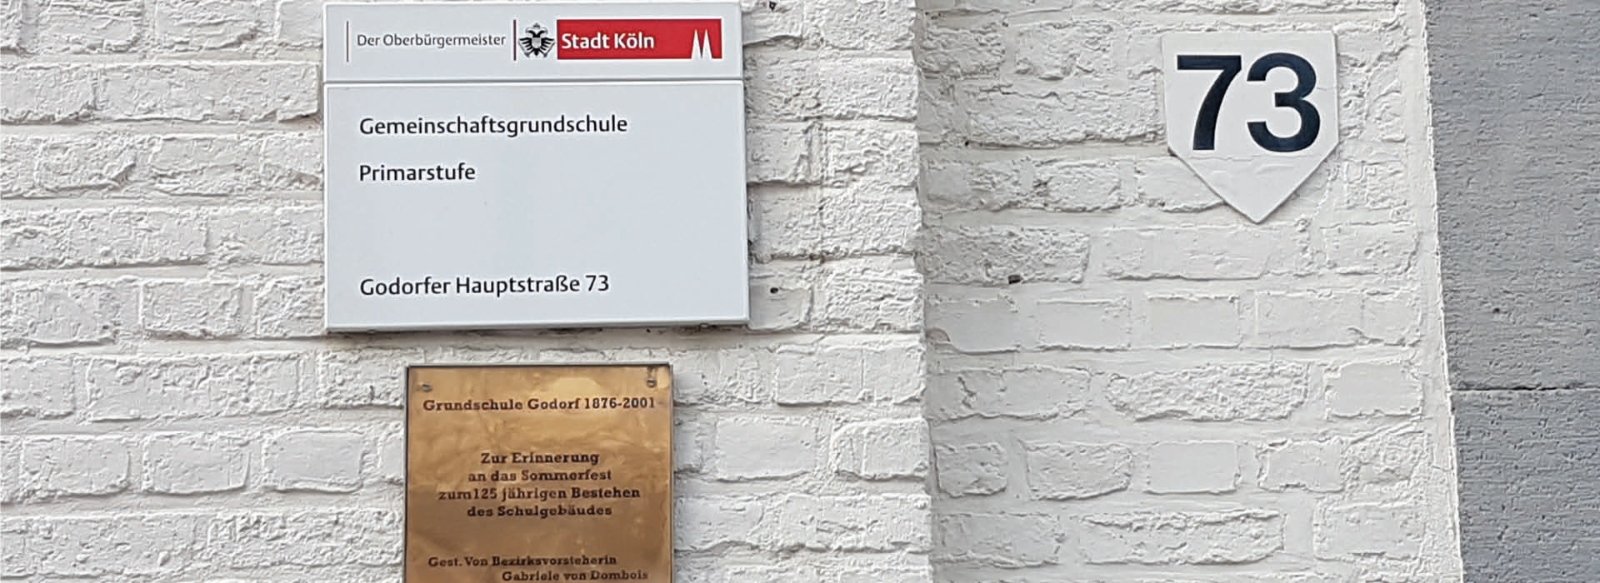 Der Oberbürgermeister Stadt Köln
Gemeinschaftsgrundschule
Primarstufe
Godorfer Hauptstraße 73
73
Grundschule Godorf 1876-2001
Zur Erinnerung
an das Sommerfest
zum125 jährigen Bestehen
des Schulgebäudes
Gest. Von Bezirksvorsteherin
Gabriele von Dombois